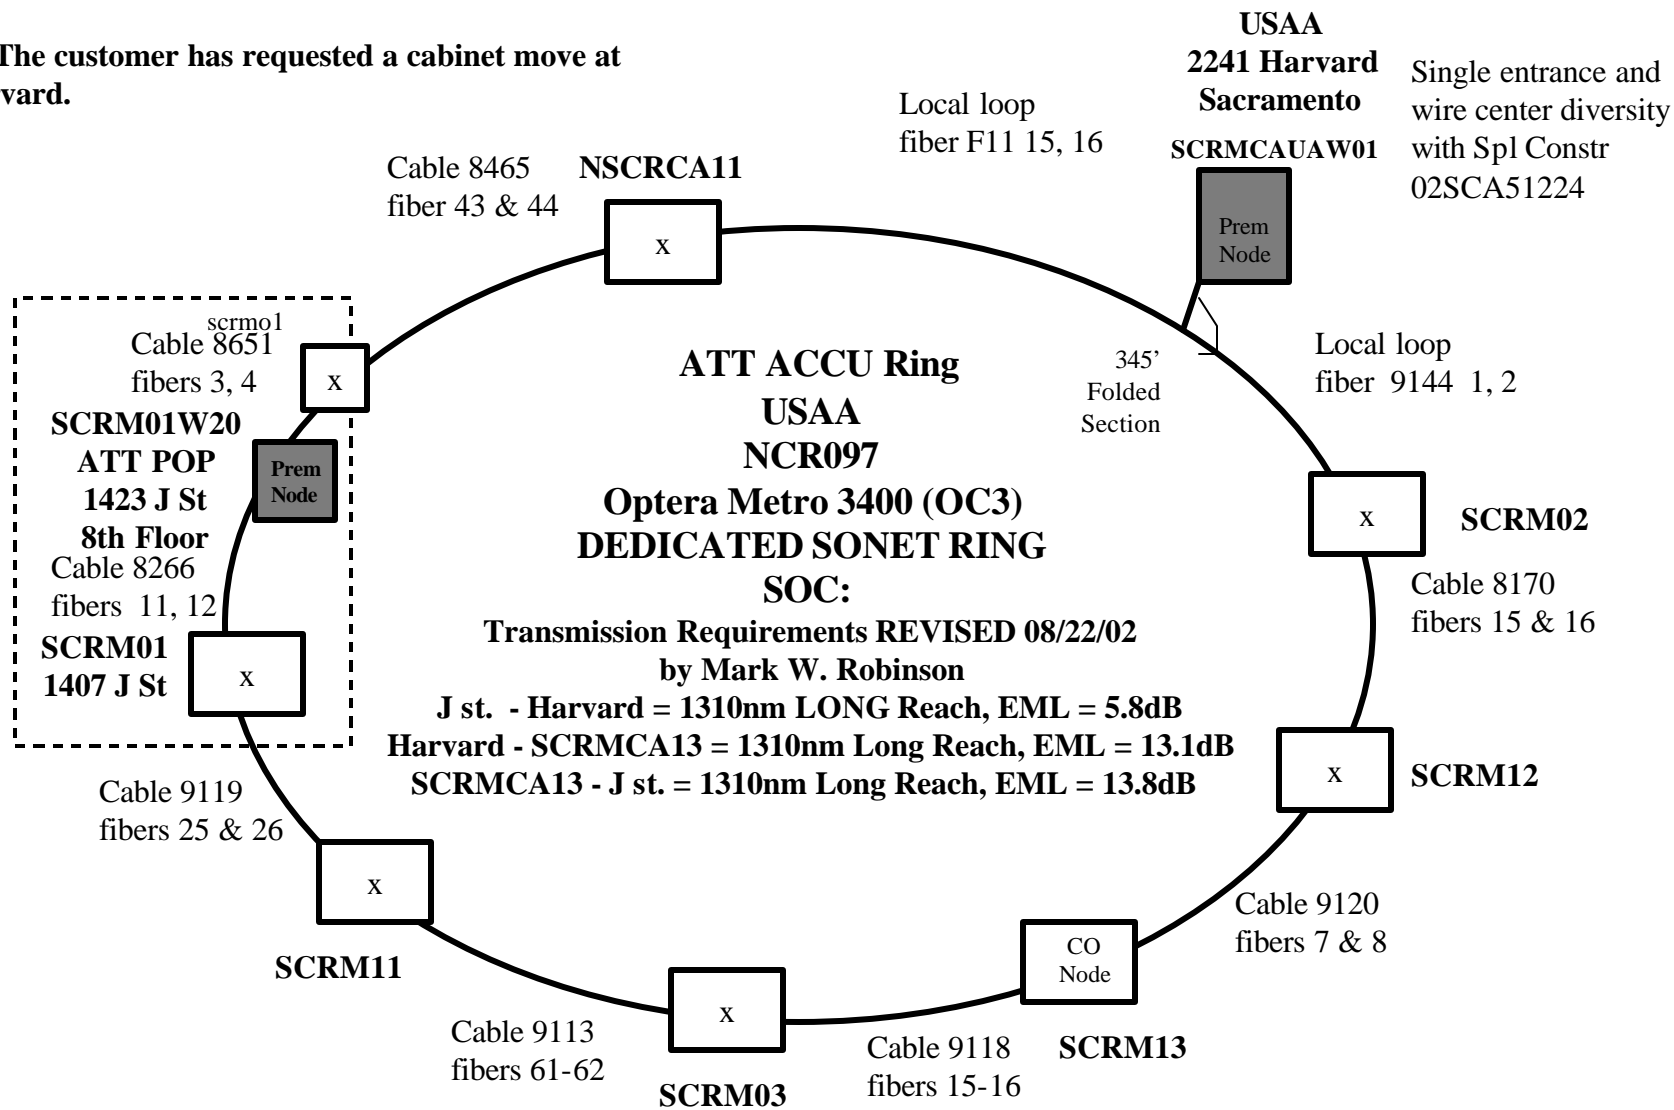 The customer has requested a cabinet move at
vard.
USAA
2241 Harvard
Sacramento
SCRMCAUAW01
Single entrance and
wire center diversity
with Spl Constr
02SCA51224
Local loop
fiber F11 15, 16
Cable 8465
fiber 43 & 44
NSCRCA11
x
Prem
Node
scrmo1
Cable 8651
fibers 3, 4
x
SCRM01W20
ATT POP
1423 J St
8th Floor
Prem
Node
Cable 8266
fibers 11, 12
SCRM01
1407 J St
x
345’
Folded
Section
Local loop
fiber 9144 1, 2
ATT ACCU Ring
USAA
NCR097
Optera Metro 3400 (OC3)
DEDICATED SONET RING
SOC:
Transmission Requirements REVISED 08/22/02
by Mark W. Robinson
J st. - Harvard = 1310nm LONG Reach, EML = 5.8dB
Harvard - SCRMCA13 = 1310nm Long Reach, EML = 13.1dB
SCRMCA13 - J st. = 1310nm Long Reach, EML = 13.8dB
x
SCRM02
Cable 8170
fibers 15 & 16
x
SCRM12
Cable 9119
fibers 25 & 26
x
SCRM11
Cable 9120
fibers 7 & 8
CO
Node
SCRM13
Cable 9113
fibers 61-62
x
SCRM03
Cable 9118
fibers 15-16